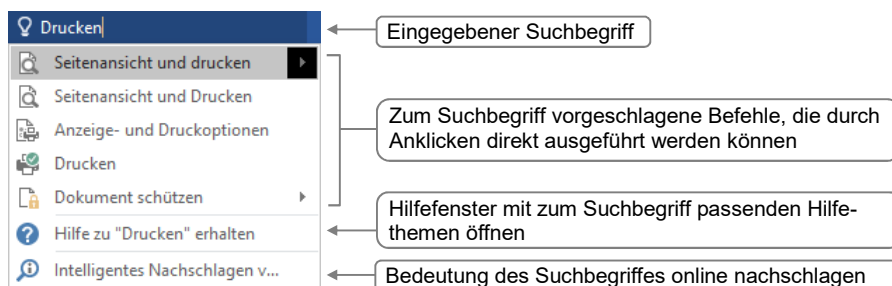 Drucken
Eingegebener Suchbegriff
Seitenansicht und drucken
Seitenansicht und Drucken
Anzeige- und Druckoptionen
Drucken
Dokument schützen
Zum Suchbegriff vorgeschlagene Befehle, die durch
Anklicken direkt ausgeführt werden können
Hilfe zu "Drucken" erhalten
Hilfefenster mit zum Suchbegriff passenden Hilfe-
themen öffnen
Intelligentes Nachschlagen v...
Bedeutung des Suchbegriffes online nachschlagen